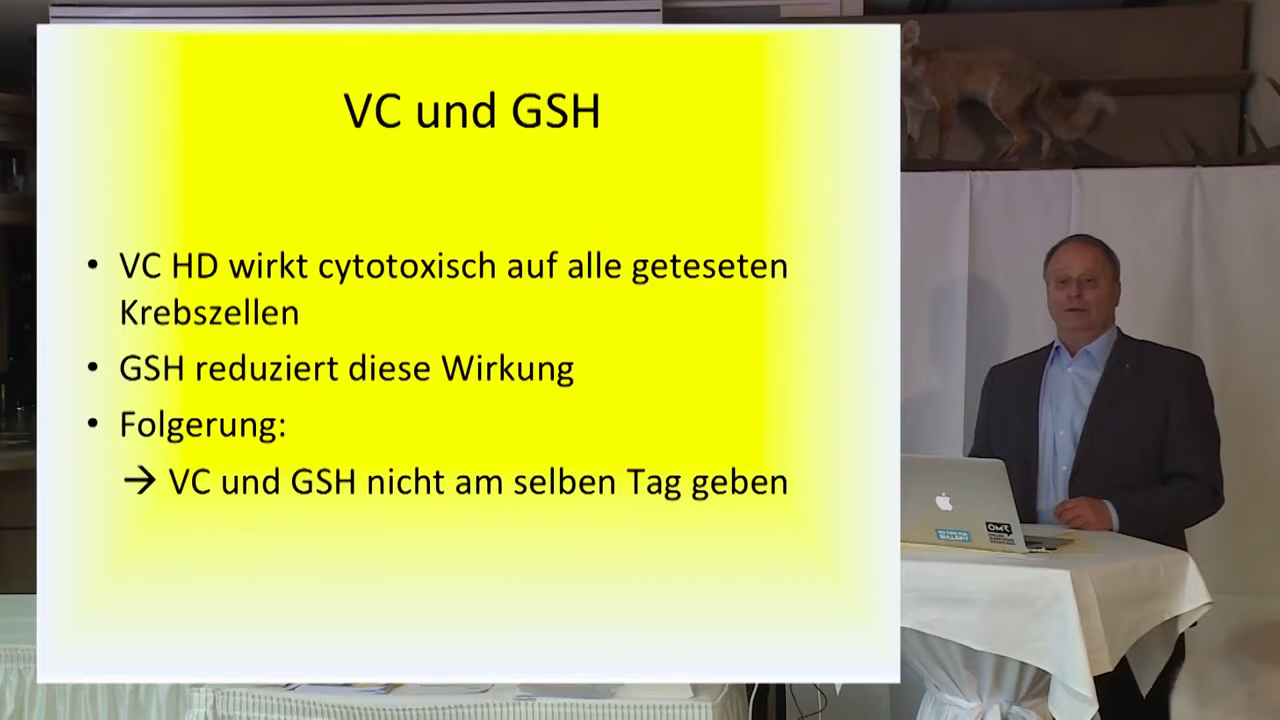 VC und GSH
• VC HD wirkt cytotoxisch auf alle geteseten
Krebszellen
• GSH reduziert diese Wirkung
• Folgerung:
→ VC und GSH nicht am selben Tag geben
OMR